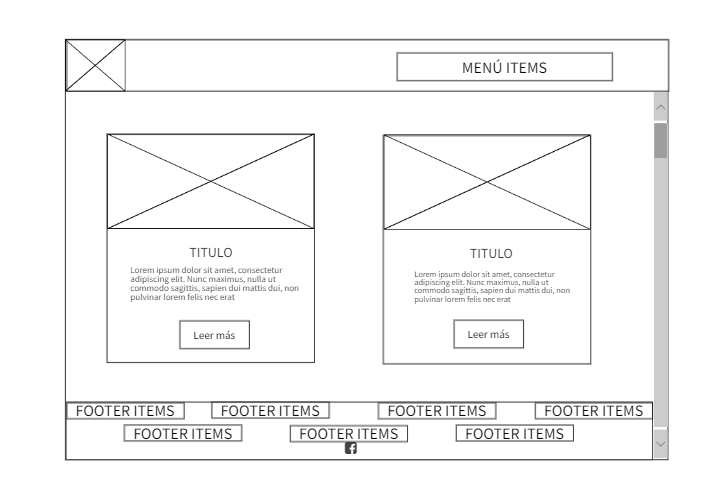 MENÚ ITEMS
TITULO
Lorem ipsum dolor sit amet, consectetur
adipiscing elit. Nunc maximus, nulla ut
commodo sagittis, sapien dui mattis dui, non
pulvinar lorem felis nec erat
Leer más
TITULO
Lorem ipsum dolor sit amet, consectetur
adipiscing elit. Nunc maximus, nulla ut
commodo sagittis, sapien dui mattis dui, non
pulvinar lorem felis nec erat
Leer más
FOOTER ITEMS FOOTER ITEMS FOOTER ITEMS FOOTER ITEMS
FOOTER ITEMS FOOTER ITEMS FOOTER ITEMS